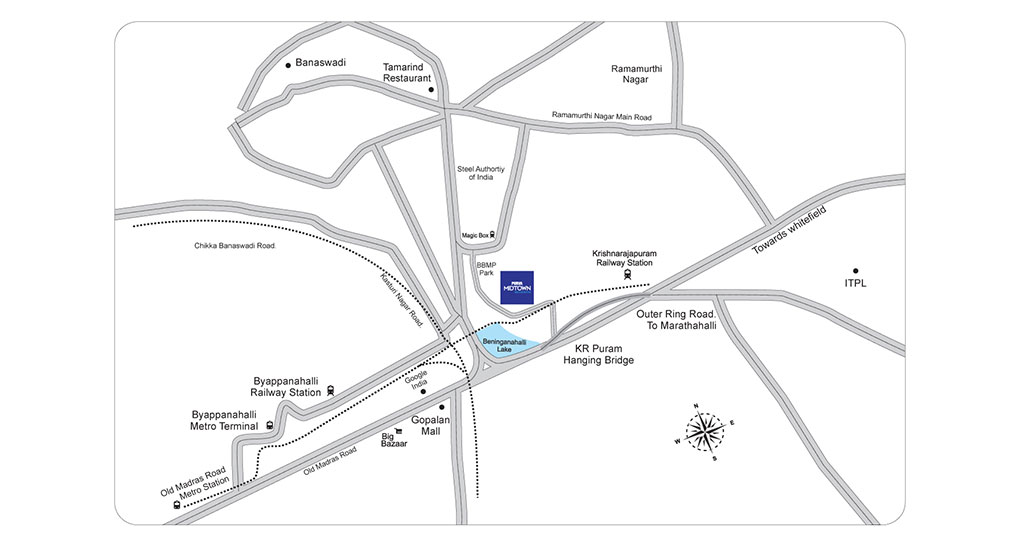 Banaswadi
Tamarind
Restaurant
Ramamurthi
Nagar
Ramamurthi Nagar Main Road
Steel Authortiy
of India
Magic Box
Chikka Banaswadi Road
Kasturi Nagar Road.
BBMP
Park
PURVA
MIDTOWN
Krishnarajapuram
Railway Station
Towards whitefield
ITPL
Outer Ring Road.
To Marathahalli
Beninganahalli
Lake
KR Puram
Hanging Bridge
Google
India
Byappanahalli
Railway Station
Byappanahalli
Metro Terminal
Gopalan
Mall
Big
Bazaar
Old Madras Road
Old Madras Road
Metro Station
N
E
W
S